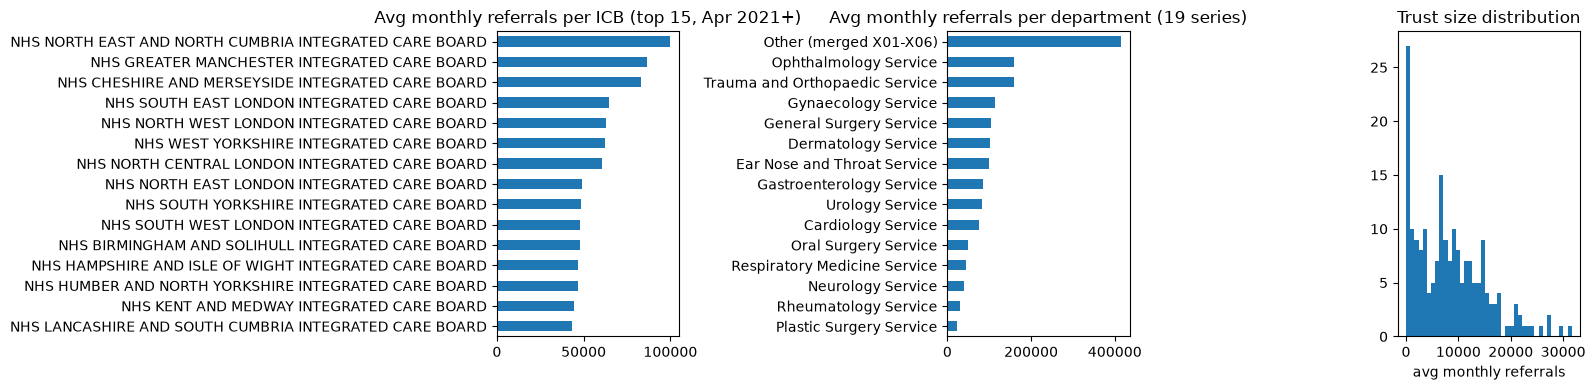 Avg monthly referrals per ICB (top 15, Apr 2021+)
NHS NORTH EAST AND NORTH CUMBRIA INTEGRATED CARE BOARD
NHS GREATER MANCHESTER INTEGRATED CARE BOARD
NHS CHESHIRE AND MERSEYSIDE INTEGRATED CARE BOARD
NHS SOUTH EAST LONDON INTEGRATED CARE BOARD
NHS NORTH WEST LONDON INTEGRATED CARE BOARD
NHS WEST YORKSHIRE INTEGRATED CARE BOARD
NHS NORTH CENTRAL LONDON INTEGRATED CARE BOARD
NHS NORTH EAST LONDON INTEGRATED CARE BOARD
NHS SOUTH YORKSHIRE INTEGRATED CARE BOARD
NHS SOUTH WEST LONDON INTEGRATED CARE BOARD
NHS BIRMINGHAM AND SOLIHULL INTEGRATED CARE BOARD
NHS HAMPSHIRE AND ISLE OF WIGHT INTEGRATED CARE BOARD
NHS HUMBER AND NORTH YORKSHIRE INTEGRATED CARE BOARD
NHS KENT AND MEDWAY INTEGRATED CARE BOARD
NHS LANCASHIRE AND SOUTH CUMBRIA INTEGRATED CARE BOARD
0 50000 100000
Avg monthly referrals per department (19 series)
Other (merged X01-X06)
Ophthalmology Service
Trauma and Orthopaedic Service
Gynaecology Service
General Surgery Service
Dermatology Service
Ear Nose and Throat Service
Gastroenterology Service
Urology Service
Cardiology Service
Oral Surgery Service
Respiratory Medicine Service
Neurology Service
Rheumatology Service
Plastic Surgery Service
0 200000 400000
Trust size distribution
25
20
15
10
5
0
0 10000 20000 30000
avg monthly referrals